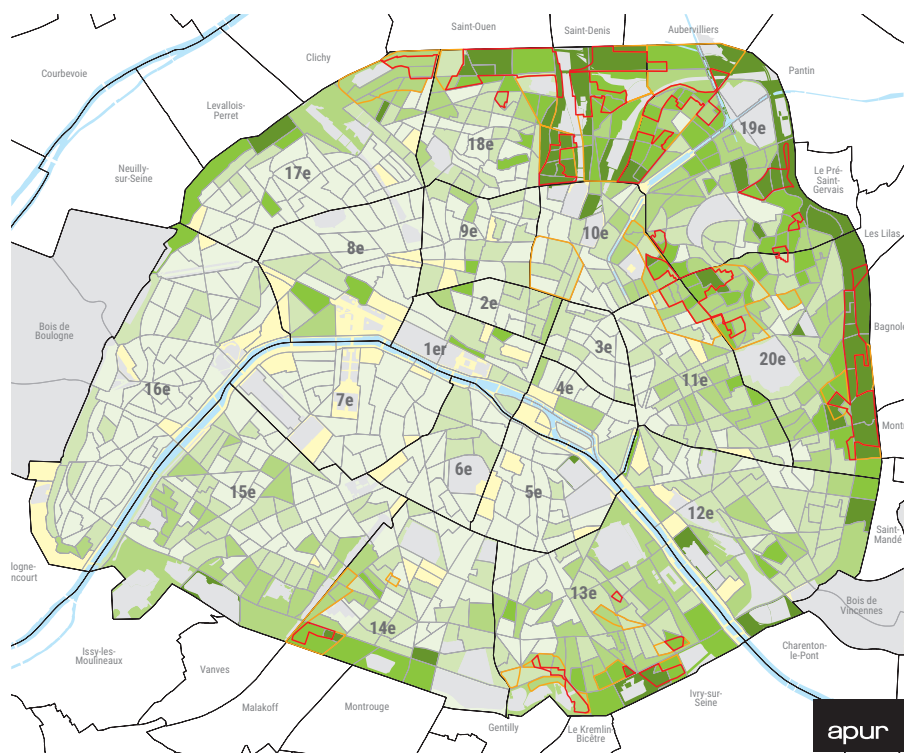 Saint-Ouen
Saint-Denis
Aubervilliers
Clichy
Courbevoie
Pantin
Levallois-
Perret
19e
18e
Neuilly-
sur-Seine
17e
Le Pré-
Saint-
Gervais
9e
10e
Les Lilas
8e
2e
Bois de
Boulogne
1er
3e
Bagnole
20e
16e
4e
11e
7e
Montr
6e
15e
5e
12e
Saint-
Mandé
logne-
ncourt
13e
Bois de
Vincennes
14e
Issy-les-
Moulineaux
Vanves
Charenton-
le-Pont
Malakoff
Montrouge
Ivry-sur-
Seine
Gentilly
Le Kremlin-
Bicêtre
apur